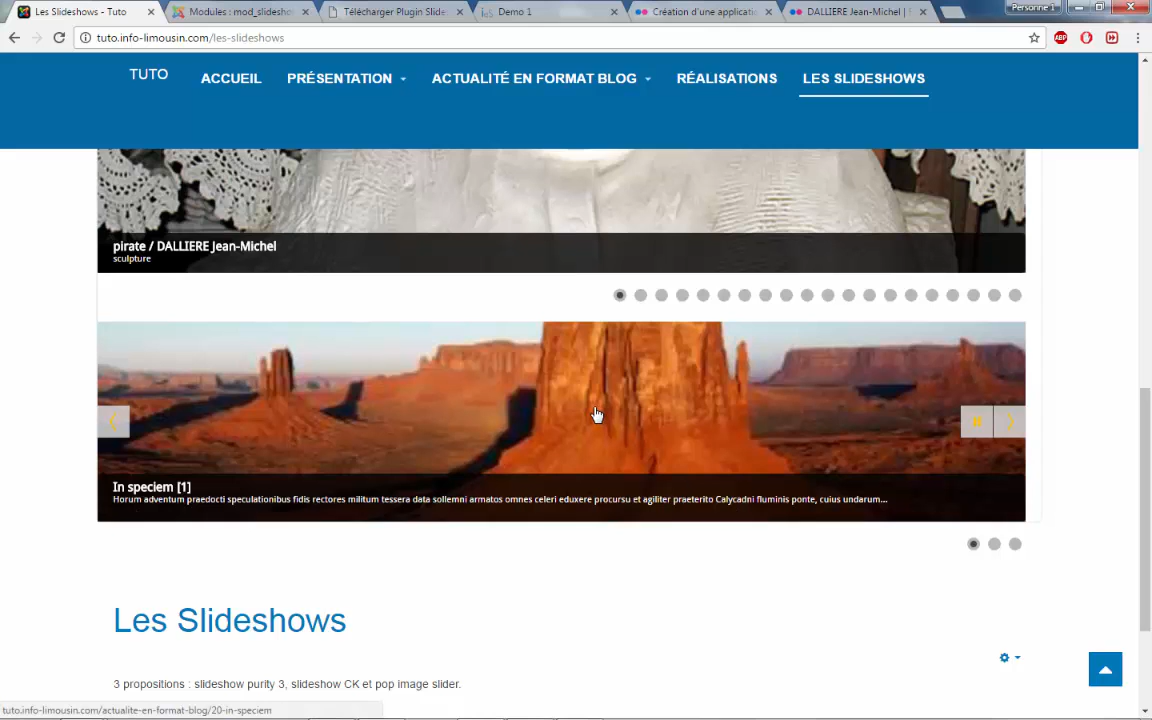 Les Slideshows - Tuto
Modules : mod_slidesho
Télécharger Plugin Slide
Demo 1
Création d'une applicatio
DALLIERE Jean-Michel |
Personne 1
tuto.info-limousin.com/les-slideshows
ABP
TUTO
ACCUEIL
PRÉSENTATION
ACTUALITÉ EN FORMAT BLOG
RÉALISATIONS
LES SLIDESHOWS
pirate / DALLIERE Jean-Michel
sculpture
In speciem [1]
Horum adventum praedocti speculationibus fidis rectores militum tessera data sollemni armatos omnes celeri eduxere procursu et agiliter praeterito Calycadni fluminis ponte, cuius undarum...
Les Slideshows
3 propositions : slideshow purity 3, slideshow CK et pop image slider.
tuto.info-limousin.com/actualite-en-format-blog/20-in-speciem